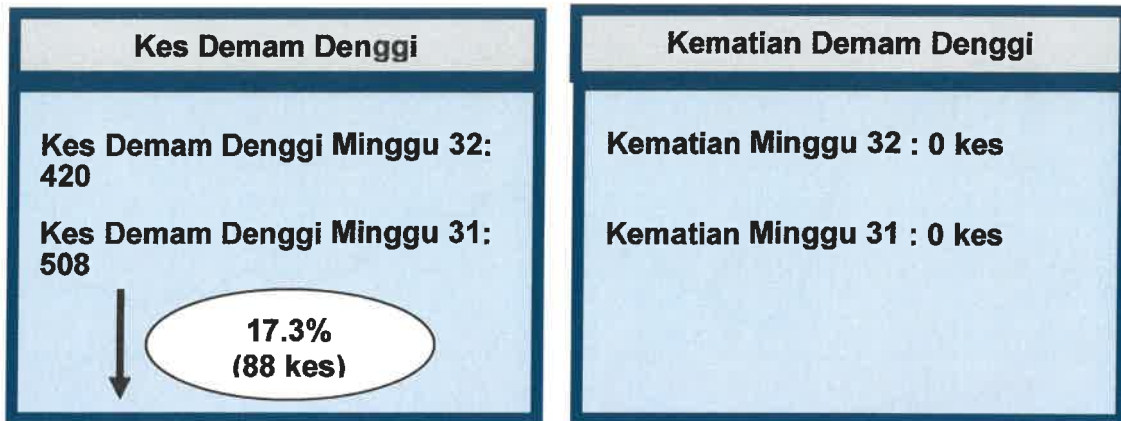 Kes Demam Denggi
Kes Demam Denggi Minggu 32:
420
Kes Demam Denggi Minggu 31:
508
17.3%
(88 kes)
Kematian Demam Denggi
Kematian Minggu 32 : 0 kes
Kematian Minggu 31 : 0 kes